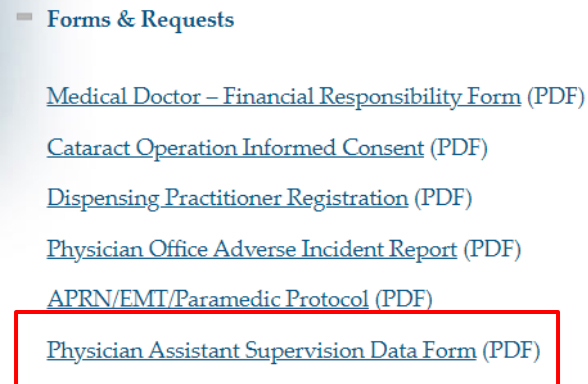 Forms & Requests
Medical Doctor – Financial Responsibility Form (PDF)
Cataract Operation Informed Consent (PDF)
Dispensing Practitioner Registration (PDF)
Physician Office Adverse Incident Report (PDF)
APRN/EMT/Paramedic Protocol (PDF)
Physician Assistant Supervision Data Form (PDF)